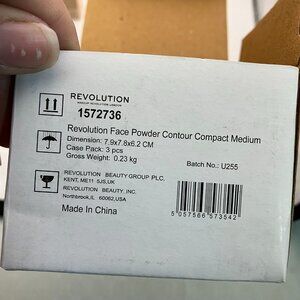 REVOLUTION
MAKEUP REVOLUTION LONDON
1572736
Revolution Face Powder Contour Compact Medium
Dimension: 7.9x7.8x6.2 CM
Case Pack: 3 pcs
Gross Weight: 0.23 kg
Batch No.: U255
REVOLUTION BEAUTY GROUP PLC,
KENT, ME11 5JS,UK
REVOLUTION BEAUTY, INC.
Northbrook,IL 60062,USA
5 057566 573542
Made In China